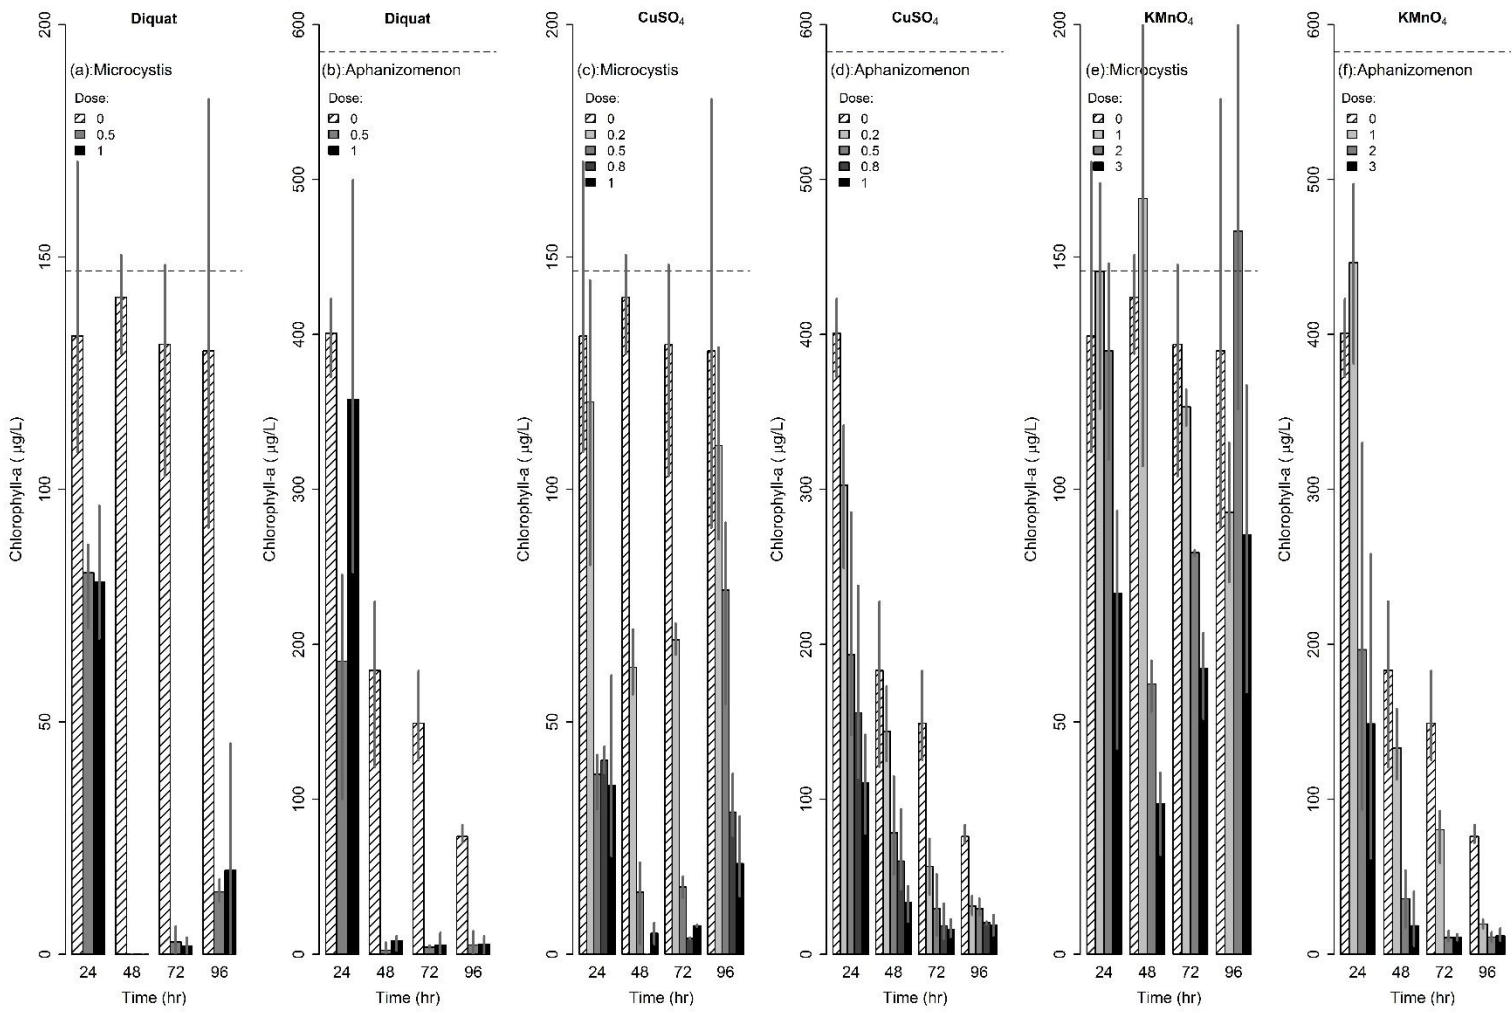 Diquat
(a):Microcystis
Dose:
0
0.5
1
Chlorophyll-a ( µg/L)
0
50
100
150
200
24 48 72 96
Time (hr)
Diquat
(b):Aphanizomenon
Dose:
0
0.5
1
Chlorophyll-a ( µg/L)
0
100
200
300
400
500
600
24 48 72 96
Time (hr)
CuSO₄
(c):Microcystis
Dose:
0
0.2
0.5
0.8
1
Chlorophyll-a ( µg/L)
0
50
100
150
200
24 48 72 96
Time (hr)
CuSO₄
(d):Aphanizomenon
Dose:
0
0.2
0.5
0.8
1
Chlorophyll-a ( µg/L)
0
100
200
300
400
500
600
24 48 72 96
Time (hr)
KMnO₄
(e):Microcystis
Dose:
0
1
2
3
Chlorophyll-a ( µg/L)
0
50
100
150
200
24 48 72 96
Time (hr)
KMnO₄
(f):Aphanizomenon
Dose:
0
1
2
3
Chlorophyll-a ( µg/L)
0
100
200
300
400
500
600
24 48 72 96
Time (hr)